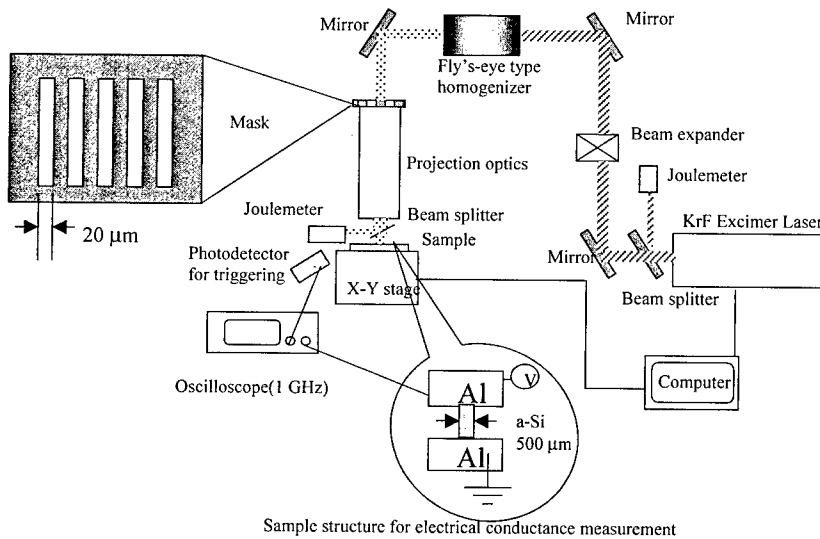 Mirror
Mirror
Fly's-eye type
homogenizer
Mask
Beam expander
Projection optics
Joulemeter
Joulemeter
Beam splitter
Sample
KrF Excimer Laser
20 μm
Photodetector
for triggering
Mirror
X-Y stage
Beam splitter
Oscilloscope(1 GHz)
Computer
Al
V
a-Si
500 μm
Al
Sample structure for electrical conductance measurement